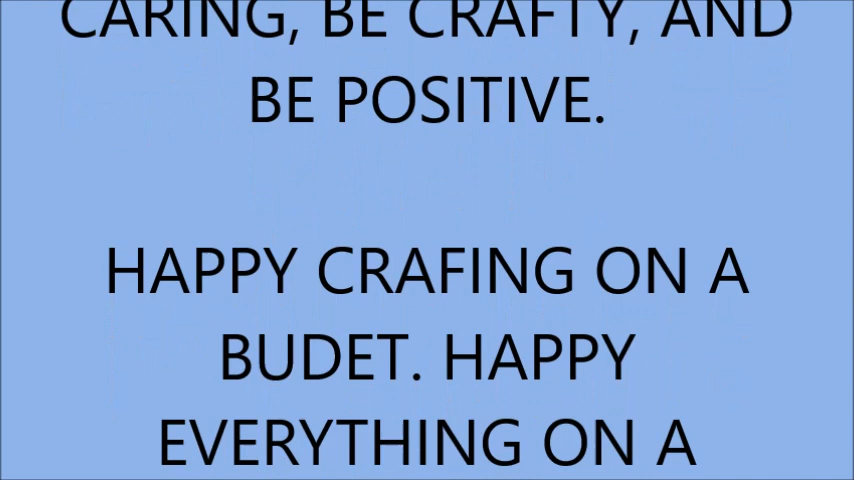 CARING, BE CRAFTY, AND
BE POSITIVE.
HAPPY CRAFING ON A
BUDET. HAPPY
EVERYTHING ON A